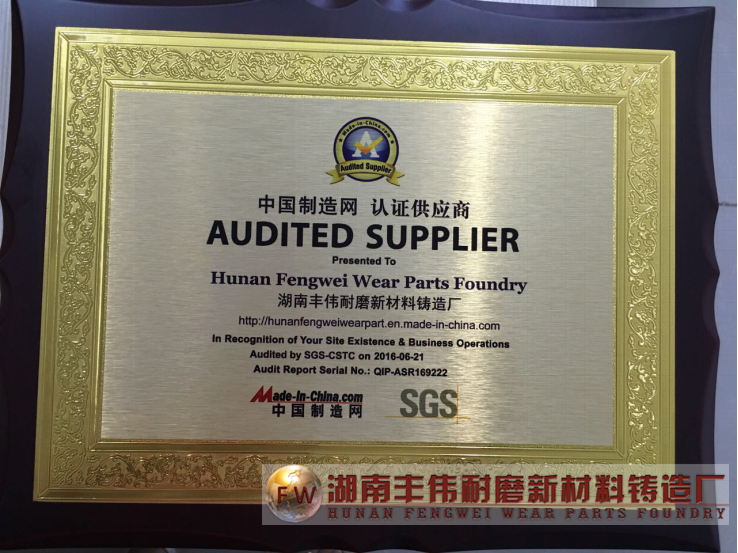 Made-in-China.com
Audited Supplier
中国制造网 认证供应商
AUDITED SUPPLIER
Presented To
Hunan Fengwei Wear Parts Foundry
湖南丰伟耐磨新材料铸造厂
http://hunanfengweiwearpart.en.made-in-china.com
In Recognition of Your Site Existence & Business Operations
Audited by SGS-CSTC on 2016-06-21
Audit Report Serial No.: QIP-ASR169222
Made-in-China.com
中国制造网
SGS
FW
湖南丰伟耐磨新材料铸造厂
HUNAN FENGWEI WEAR PARTS FOUNDRY